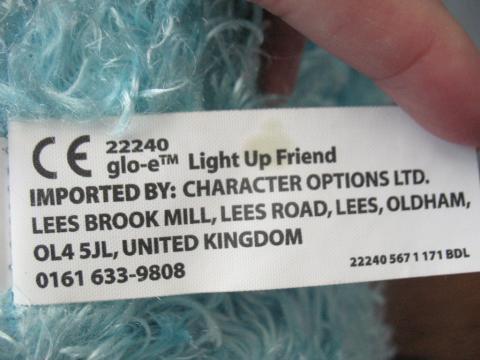 CE 22240
glo-e™ Light Up Friend
IMPORTED BY: CHARACTER OPTIONS LTD.
LEES BROOK MILL, LEES ROAD, LEES, OLDHAM,
OL4 5JL, UNITED KINGDOM
0161 633-9808
22240 567 1 171 BDL